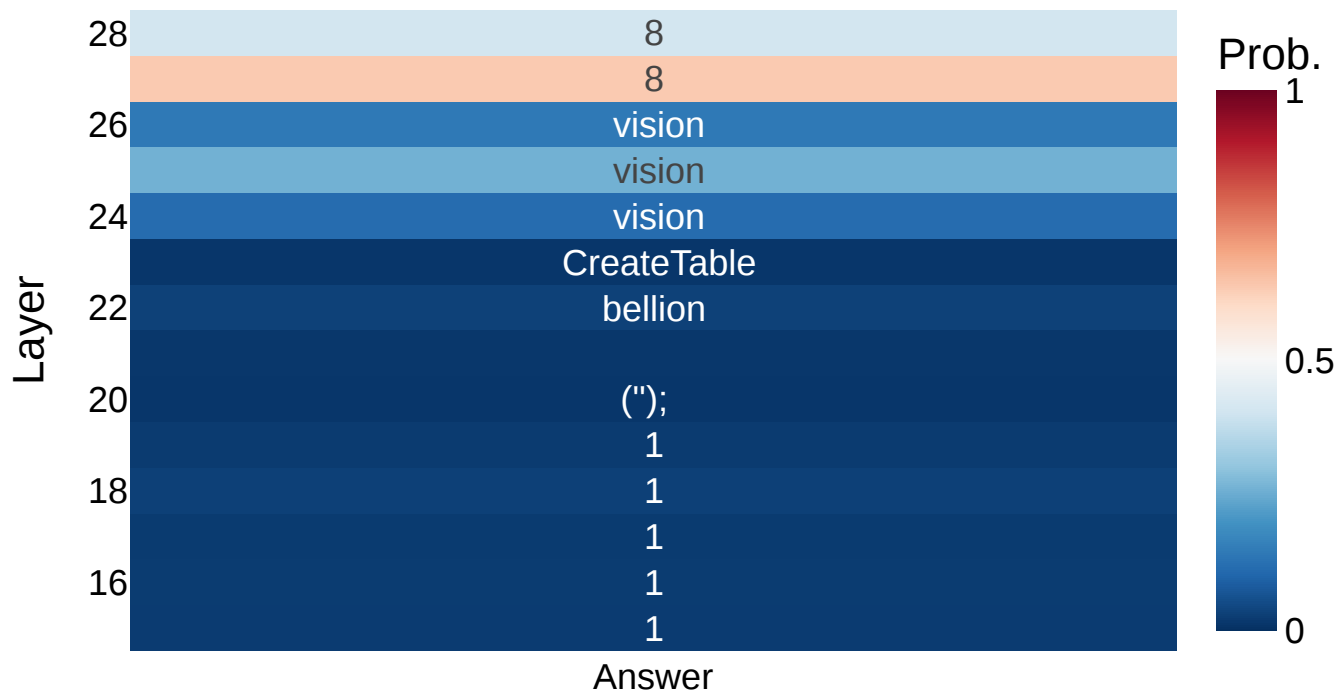 28 8
8
26 vision
vision
24 vision
CreateTable
22 bellion
20 ('');
1
18 1
1
16 1
1
Layer
Answer
Prob.
1
0.5
0